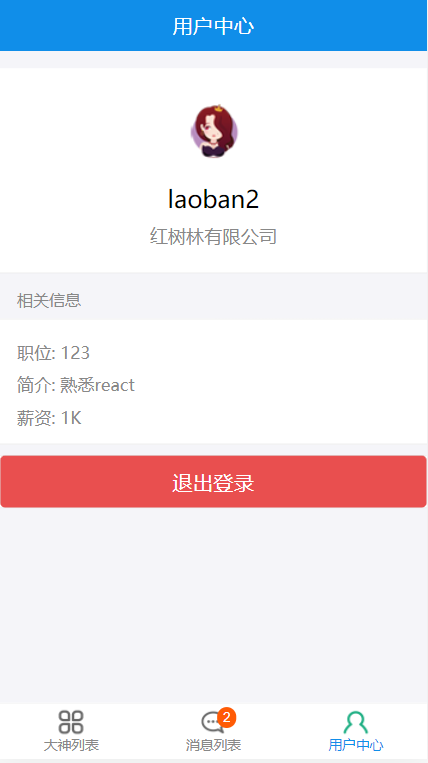 用户中心
laoban2
红树林有限公司
相关信息
职位: 123
简介: 熟悉react
薪资: 1K
退出登录
2
大神列表
消息列表
用户中心